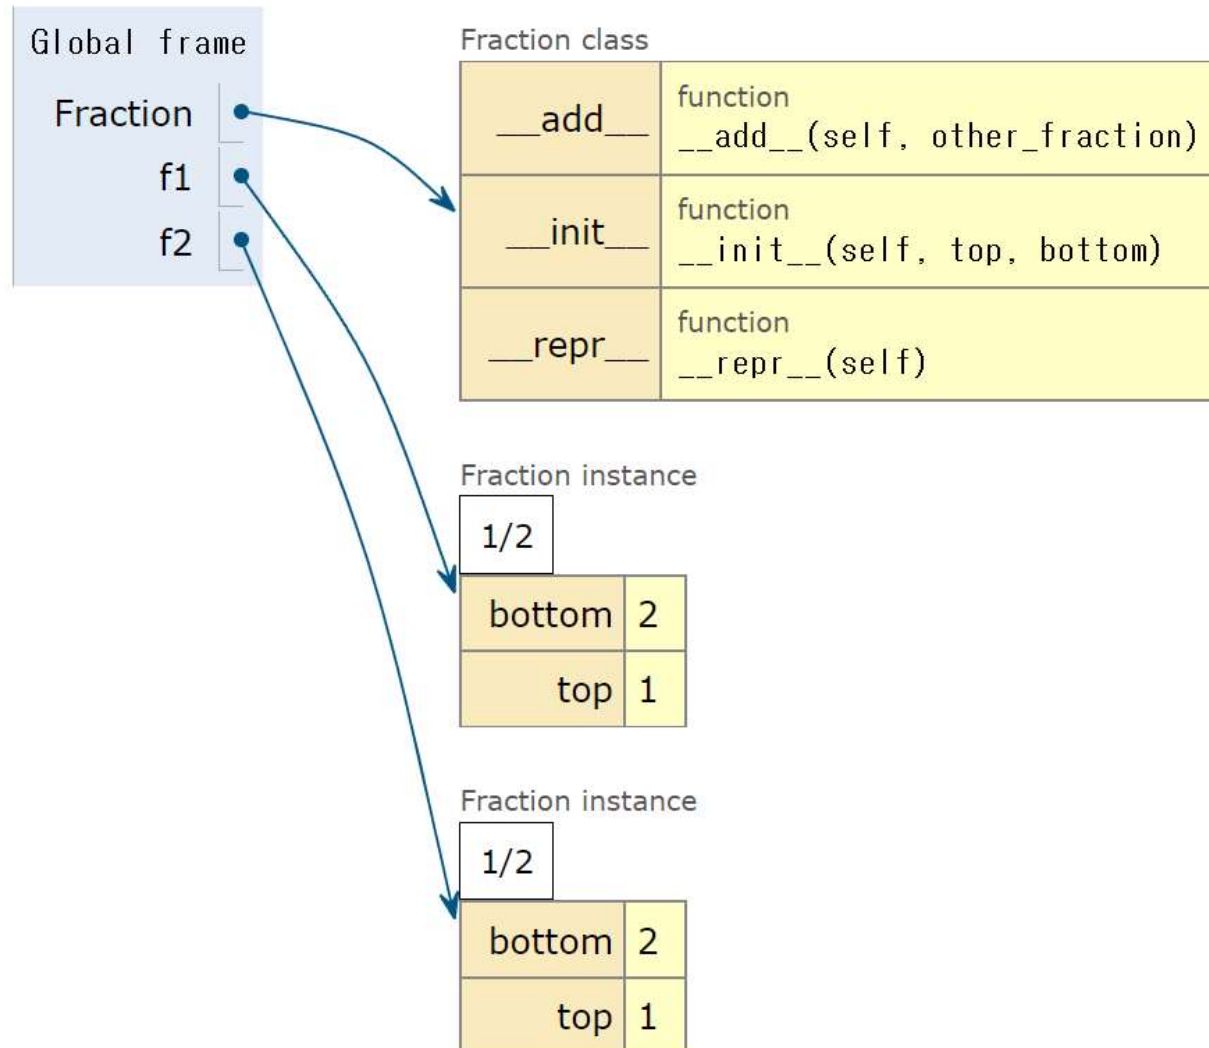 Global frame
Fraction
f1
f2
Fraction class
__add__
function
__add__(self, other_fraction)
__init__
function
__init__(self, top, bottom)
__repr__
function
__repr__(self)
Fraction instance
1/2
bottom 2
top 1
Fraction instance
1/2
bottom 2
top 1